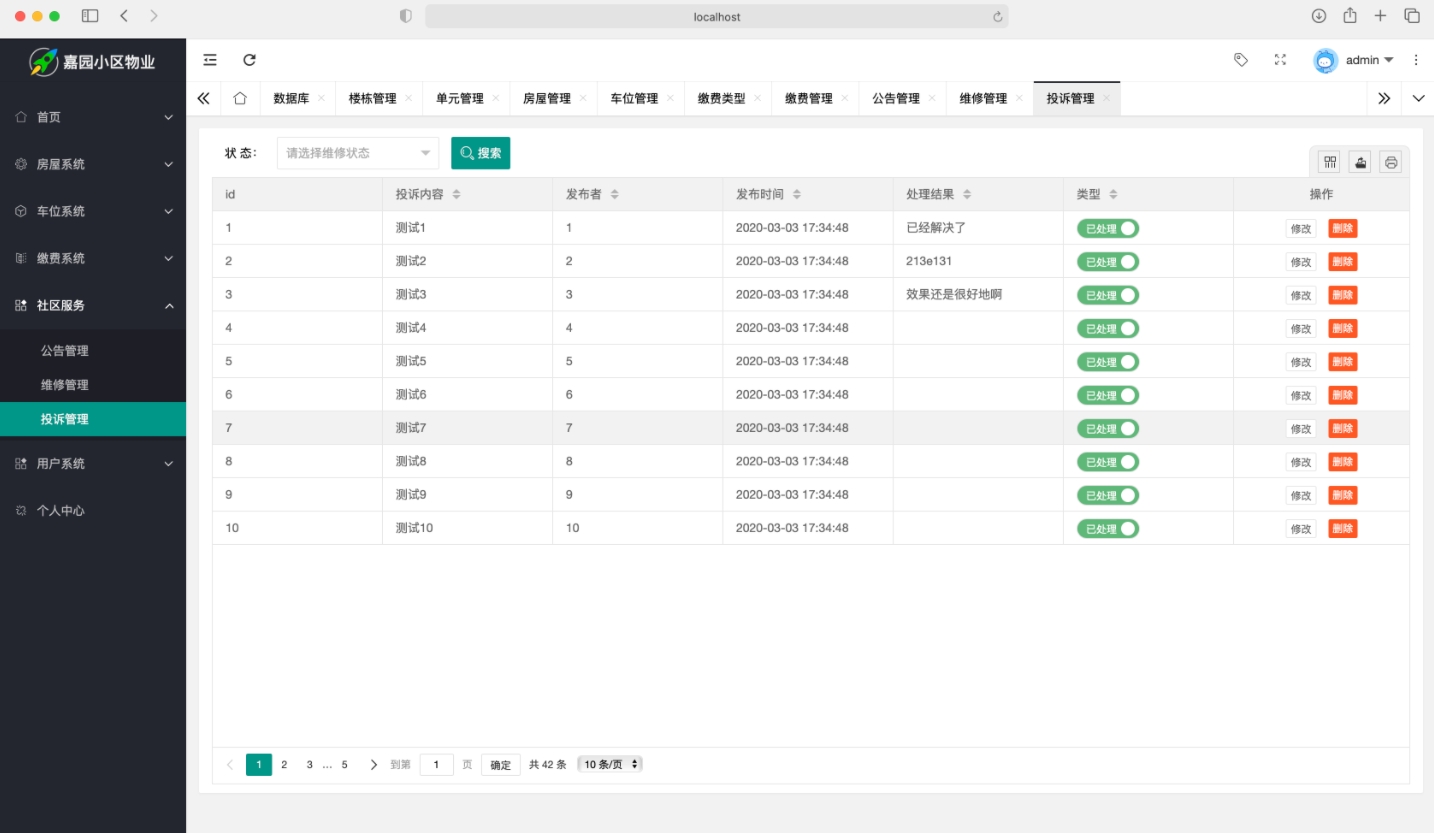 localhost
嘉园小区物业
首页
房屋系统
车位系统
缴费系统
社区服务
公告管理
维修管理
投诉管理
用户系统
个人中心
admin
数据库 楼栋管理 单元管理 房屋管理 车位管理 缴费类型 缴费管理 公告管理 维修管理 投诉管理
状 态： 请选择维修状态 搜索
id 投诉内容 发布者 发布时间 处理结果 类型 操作
1 测试1 1 2020-03-03 17:34:48 已经解决了 已处理 修改 删除
2 测试2 2 2020-03-03 17:34:48 213e131 已处理 修改 删除
3 测试3 3 2020-03-03 17:34:48 效果还是很好地啊 已处理 修改 删除
4 测试4 4 2020-03-03 17:34:48 已处理 修改 删除
5 测试5 5 2020-03-03 17:34:48 已处理 修改 删除
6 测试6 6 2020-03-03 17:34:48 已处理 修改 删除
7 测试7 7 2020-03-03 17:34:48 已处理 修改 删除
8 测试8 8 2020-03-03 17:34:48 已处理 修改 删除
9 测试9 9 2020-03-03 17:34:48 已处理 修改 删除
10 测试10 10 2020-03-03 17:34:48 已处理 修改 删除
1 2 3 … 5 到第 1 页 确定 共 42 条 10 条/页